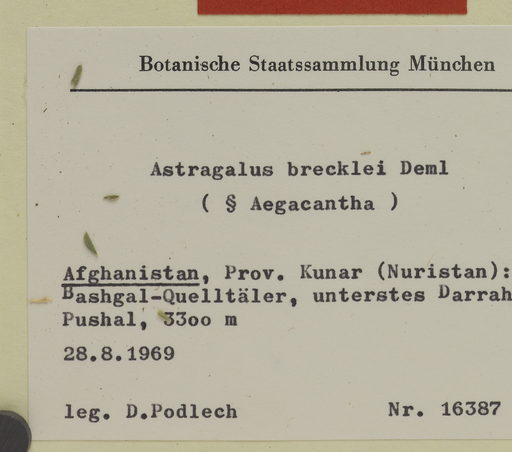 Botanische Staatssammlung München
Astragalus brecklei Deml
( § Aegacantha )
Afghanistan, Prov. Kunar (Nuristan):
Bashgal-Quelltäler, unterstes Darrah
Pushal, 33oo m
28.8.1969
leg. D.Podlech Nr. 16387